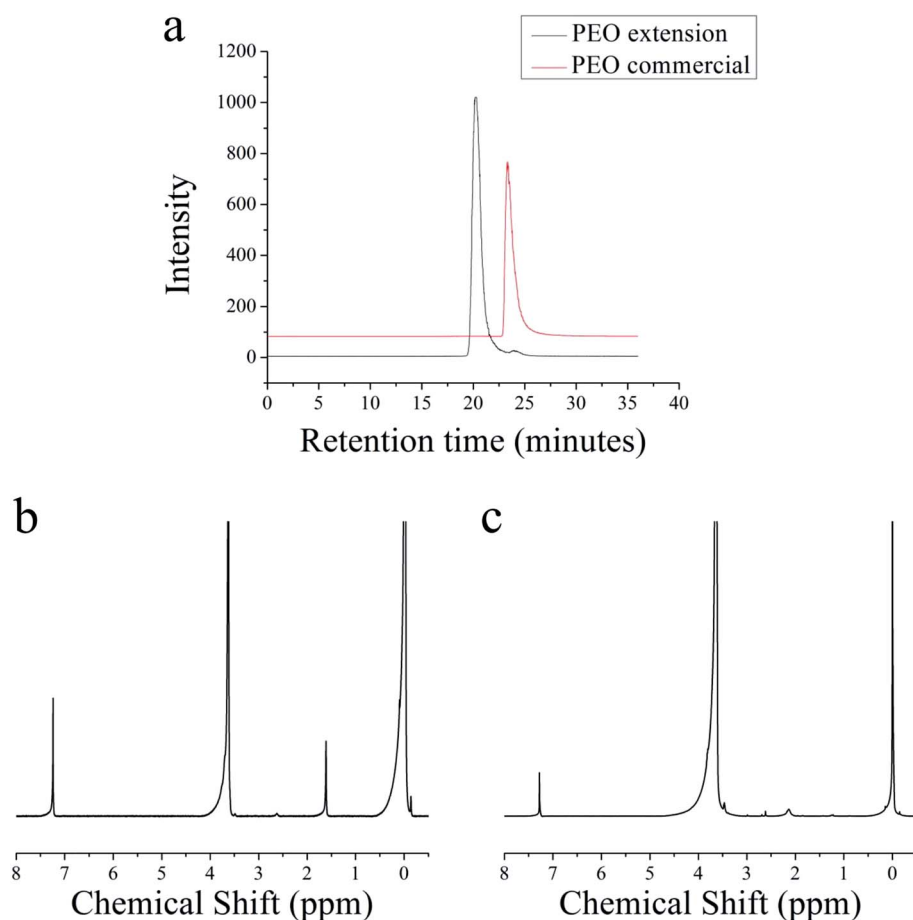 a
PEO extension
PEO commercial
1200
1000
800
600
400
200
0
Intensity
0 5 10 15 20 25 30 35 40
Retention time (minutes)
b
8 7 6 5 4 3 2 1 0
Chemical Shift (ppm)
c
8 7 6 5 4 3 2 1 0
Chemical Shift (ppm)